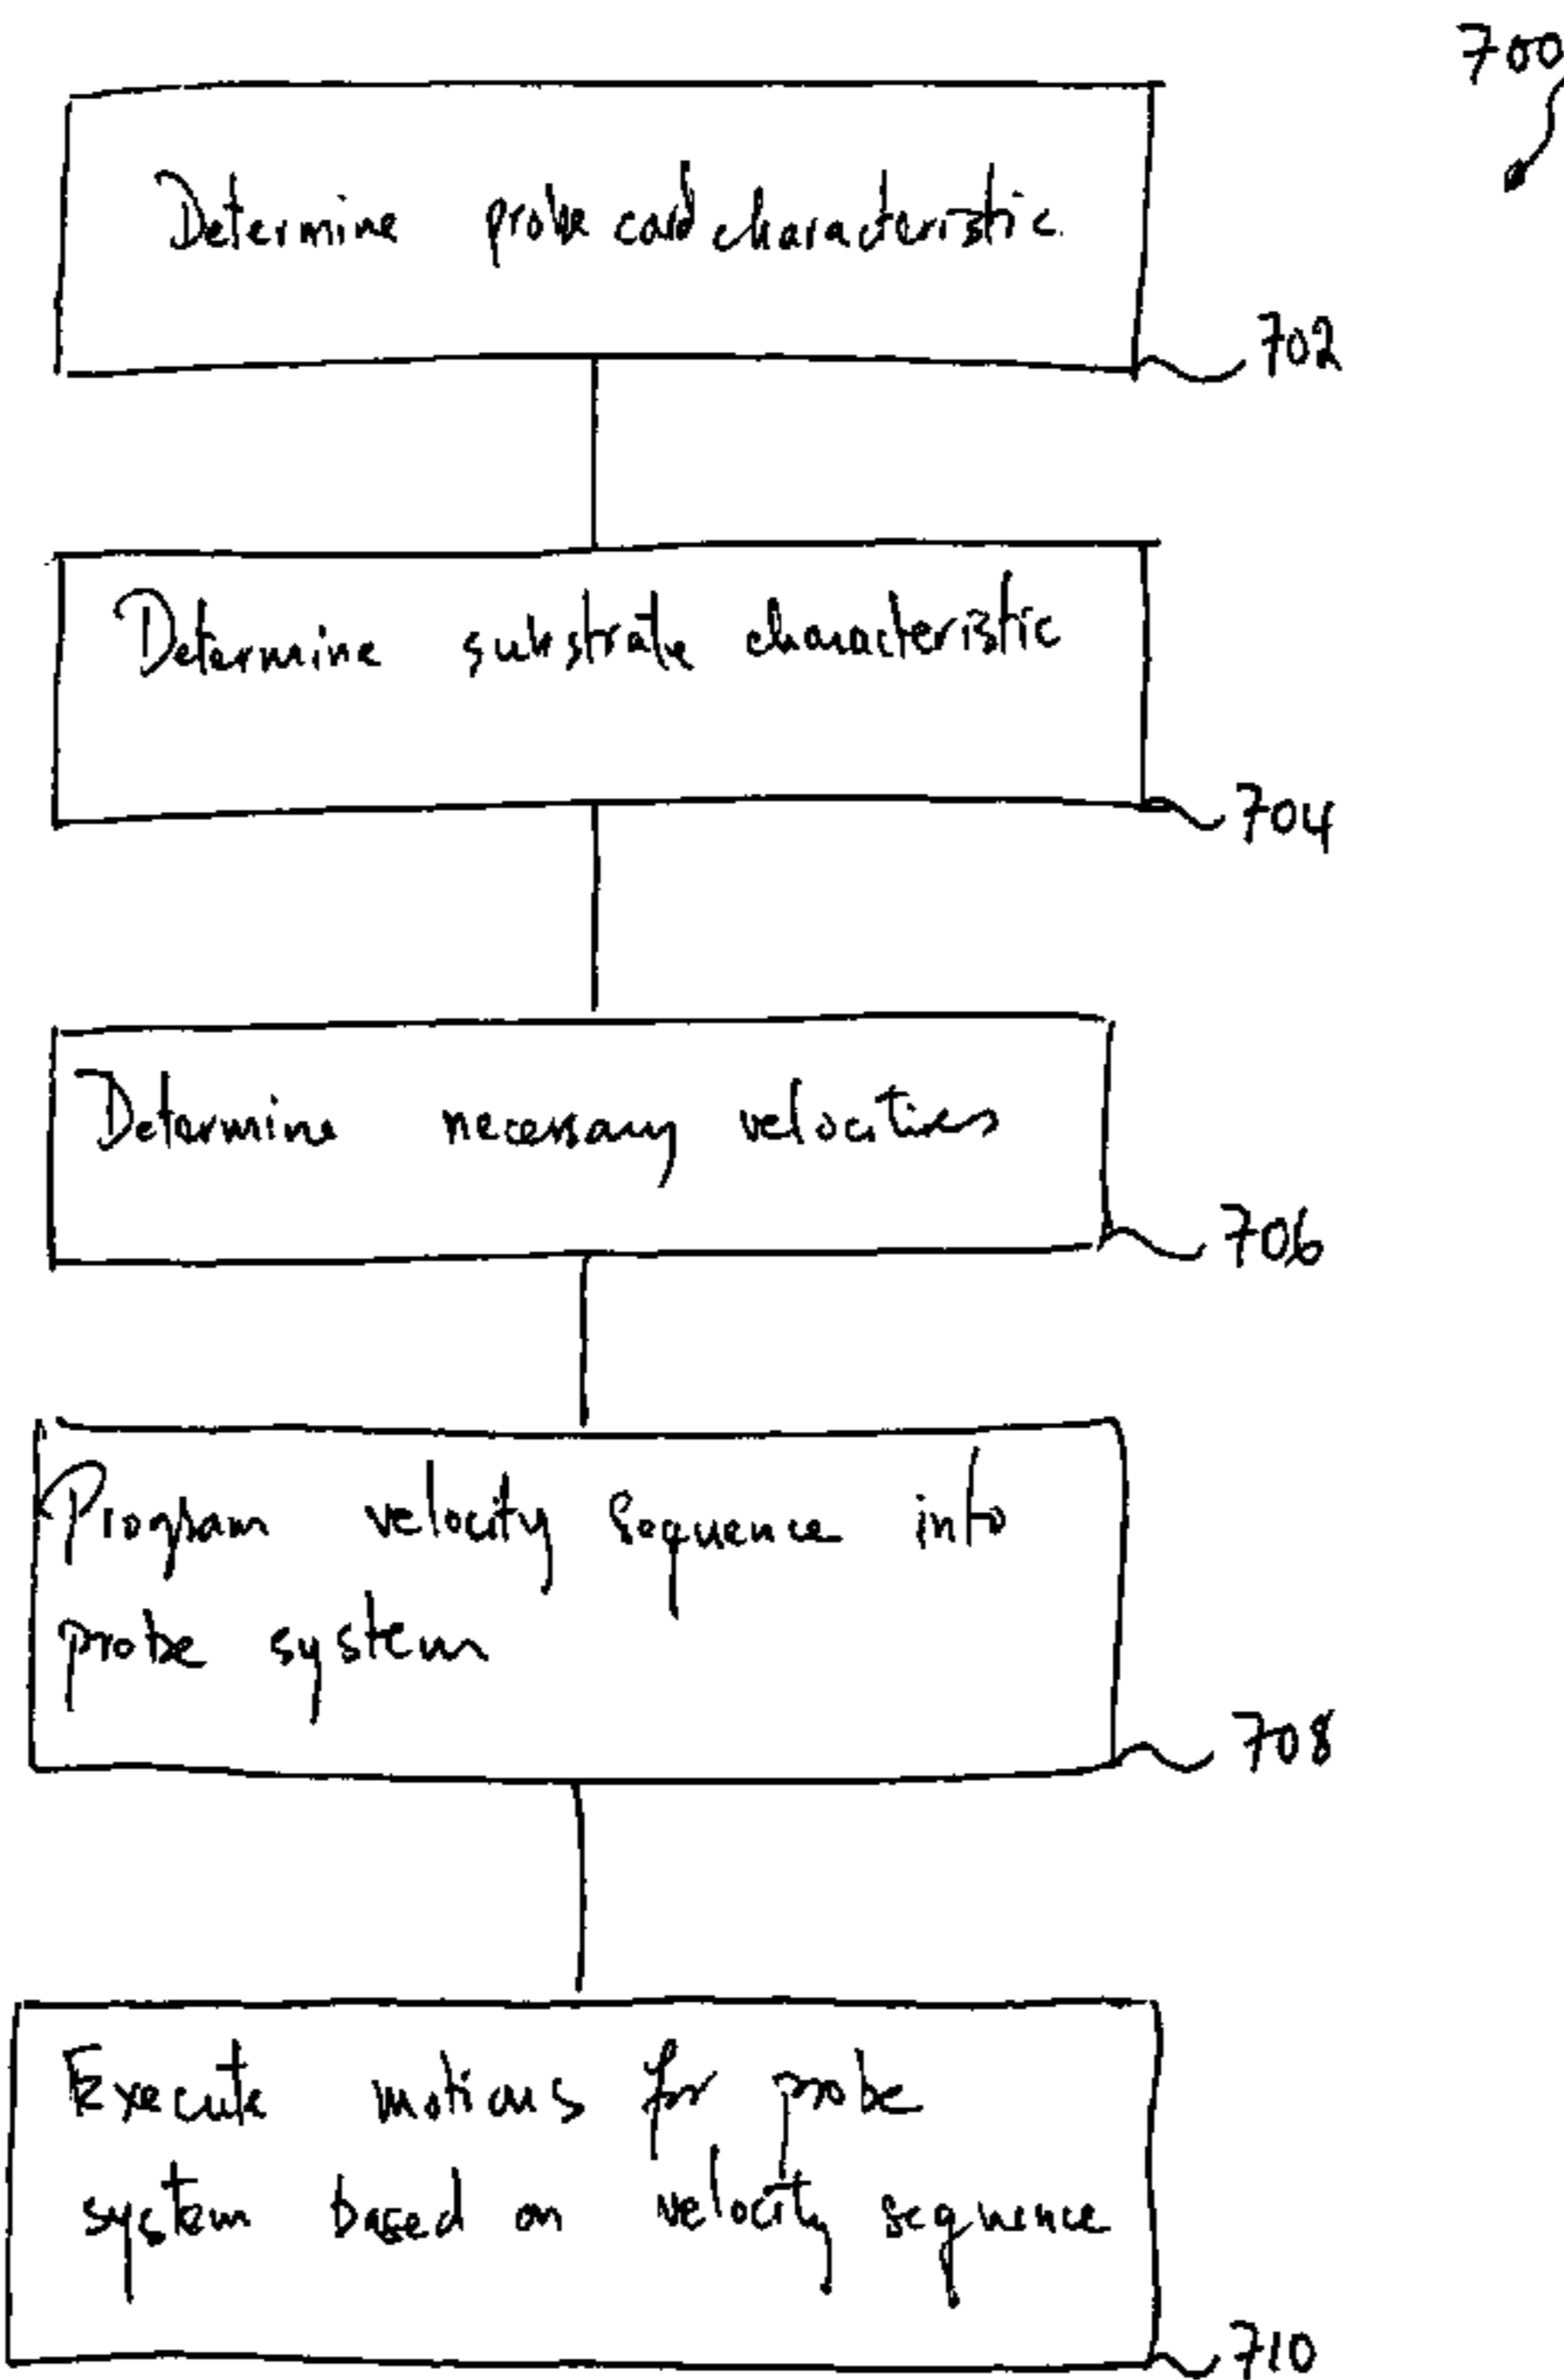 700
Determine probe card characteristic
702
Determine substrate characteristic
704
Determine necessary velocities
706
Program velocity sequence into
probe system
708
Execute motions for probe
system based on velocity sequence
710